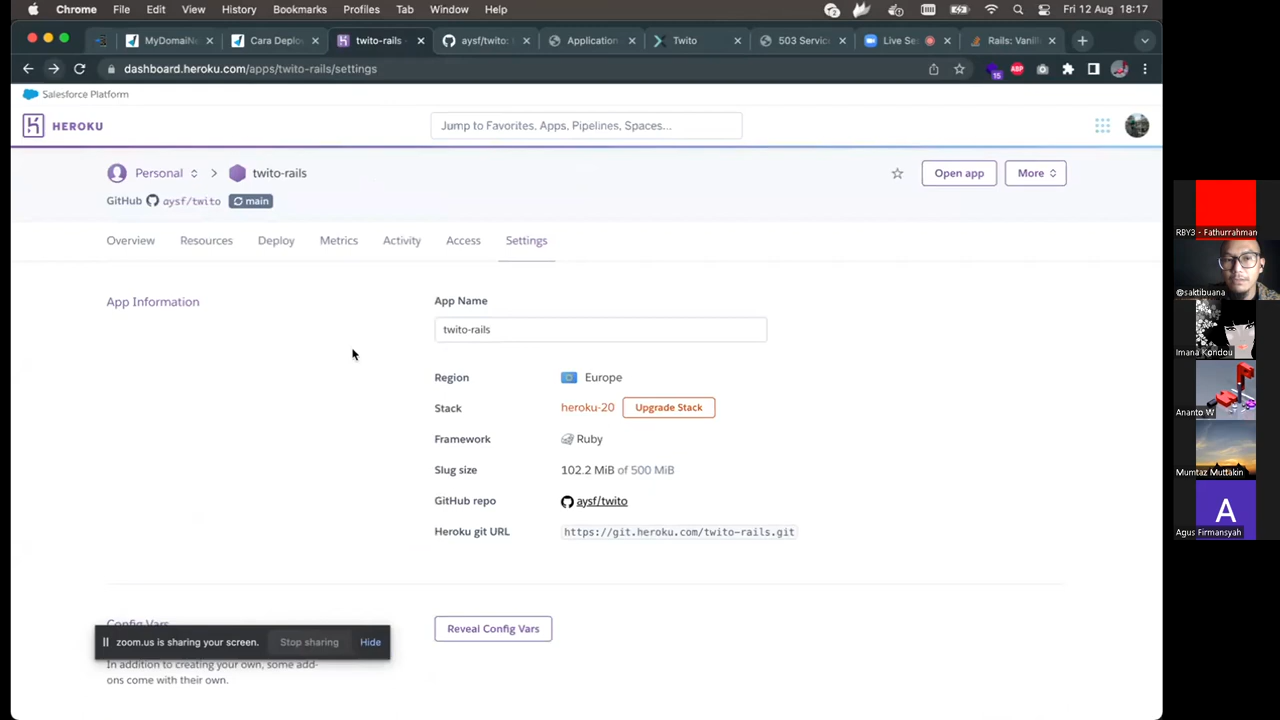 Chrome File Edit View History Bookmarks Profiles Tab Window Help 2 Fri 12 Aug 18:17
MyDomaiNe Cara Deplo twito-rails aysf/twito: Application Twito 503 Servic Live Se Rails: Vanill
dashboard.heroku.com/apps/twito-rails/settings 15 ABP
Salesforce Platform
HEROKU Jump to Favorites, Apps, Pipelines, Spaces...
Personal > twito-rails Open app More
GitHub aysf/twito main
Overview Resources Deploy Metrics Activity Access Settings
App Information App Name
twito-rails
Region Europe
Stack heroku-20 Upgrade Stack
Framework Ruby
Slug size 102.2 MiB of 500 MiB
GitHub repo aysf/twito
Heroku git URL https://git.heroku.com/twito-rails.git
Config Vars Reveal Config Vars
zoom.us is sharing your screen. Stop sharing Hide
In addition to creating your own, some add-
ons come with their own.
RBY3 - Fathurrahman
@saktibuana
Imana Kondou
Ananto W
Mumtaz Muttakin
A
Agus Firmansyah